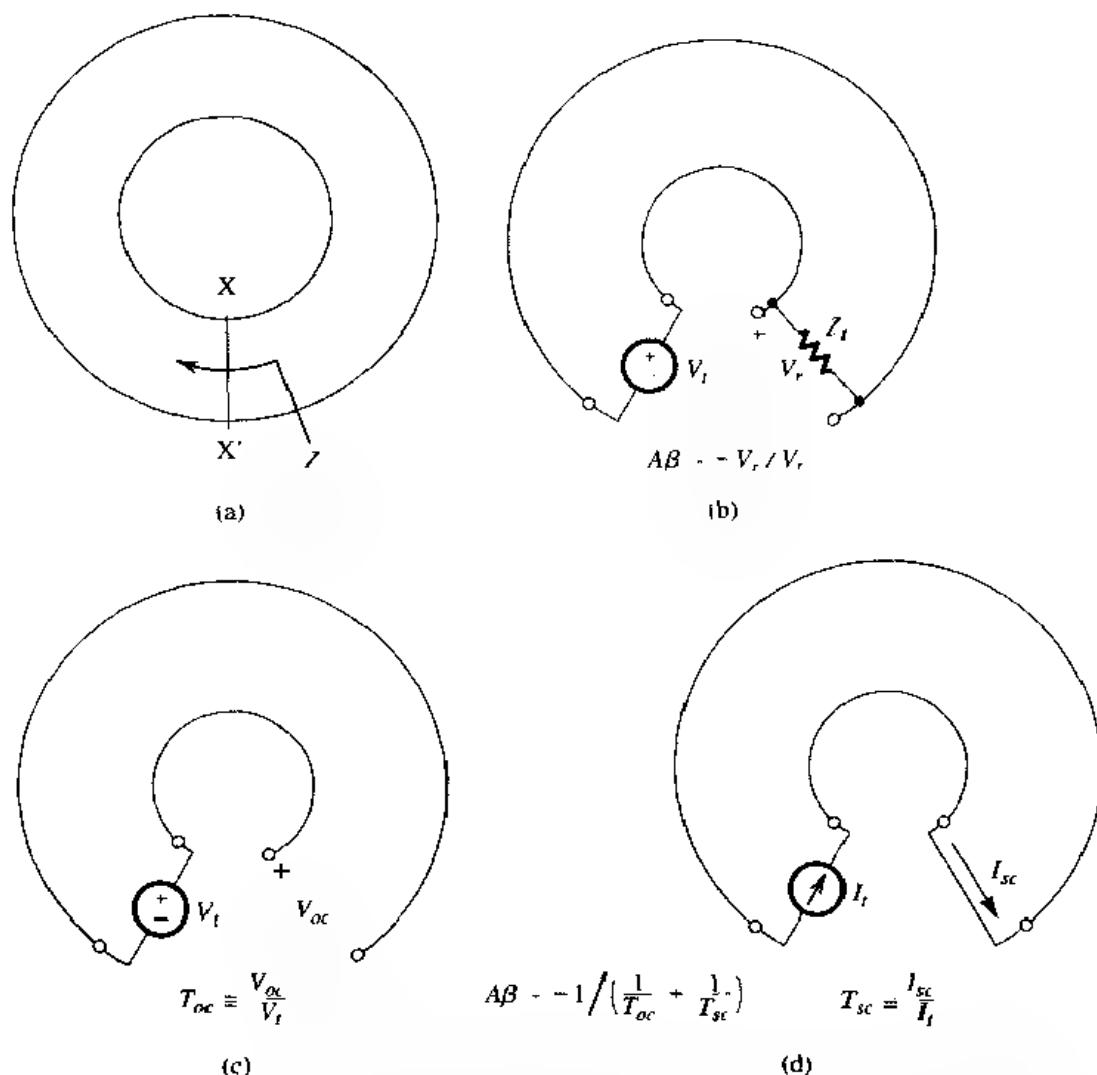 X
X'
Z
(a)
+
V_t
+
Z_t
V_r
Aβ = - V_r / V_r
(b)
+
−
V_t
+
V_oc
T_oc ≡ V_oc / V_t
(c)
Aβ = -1 / ( 1/T_oc + 1/T_sc )
I_t
I_sc
T_sc ≡ I_sc / I_t
(d)